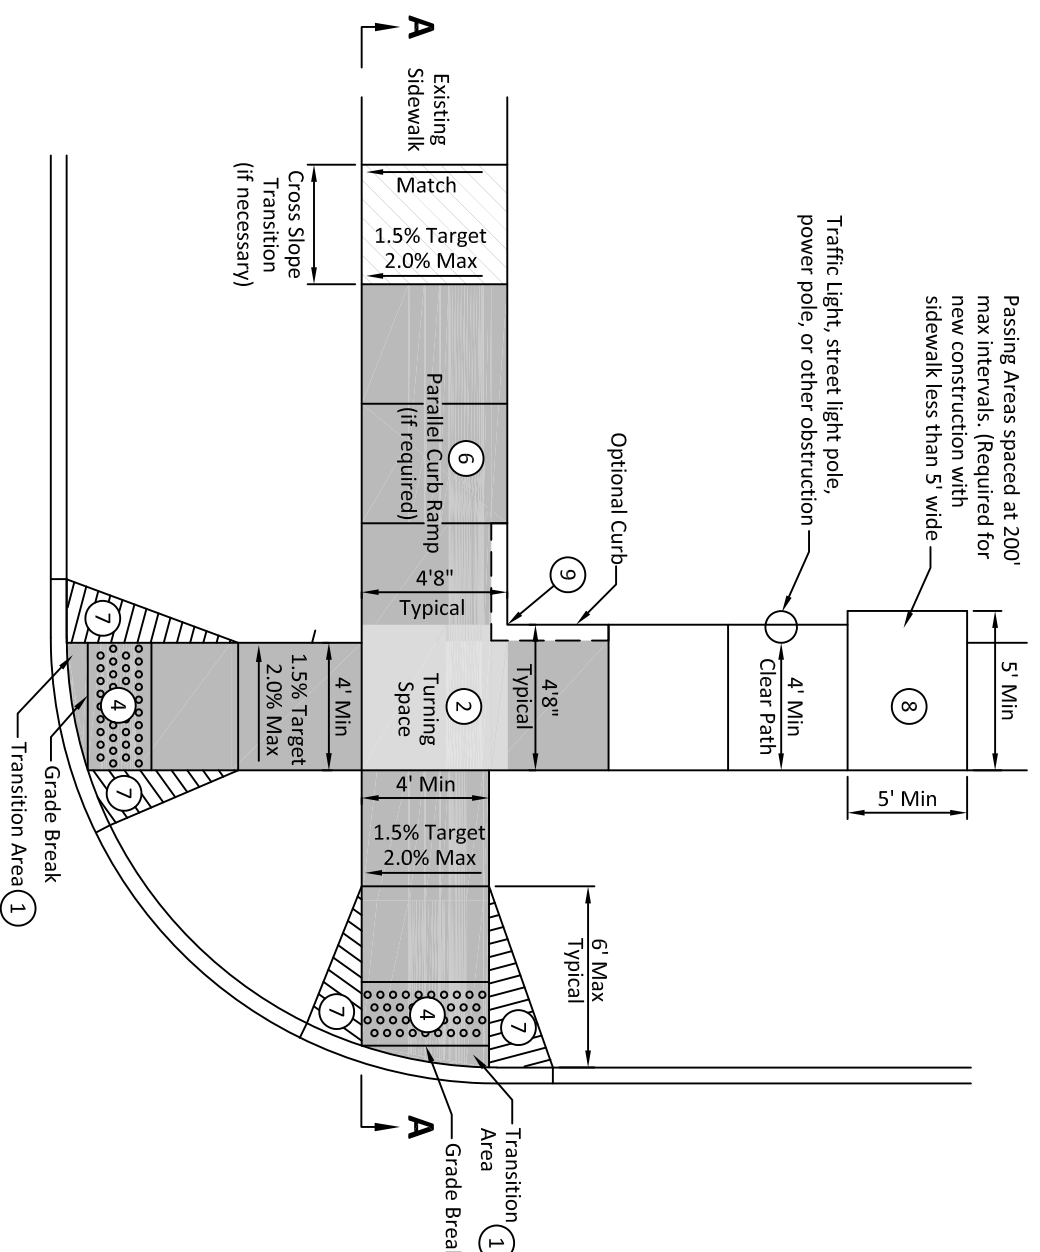 A
Existing
Sidewalk
Cross Slope
Transition
(if necessary)
Match
1.5% Target
2.0% Max
Parallel Curb Ramp
(if required)
6
Traffic Light, street light pole,
power pole, or other obstruction
Passing Areas spaced at 200'
max intervals. (Required for
new construction with
sidewalk less than 5' wide
Optional Curb
9
4'8"
Typical
4'8"
Typical
4' Min
Clear Path
8
5' Min
5' Min
2
Turning
Space
4' Min
1.5% Target
2.0% Max
7
4
7
Grade Break
Transition Area
1
4' Min
1.5% Target
2.0% Max
6' Max
Typical
7
4
7
Transition
Area
1
Grade Brea
A